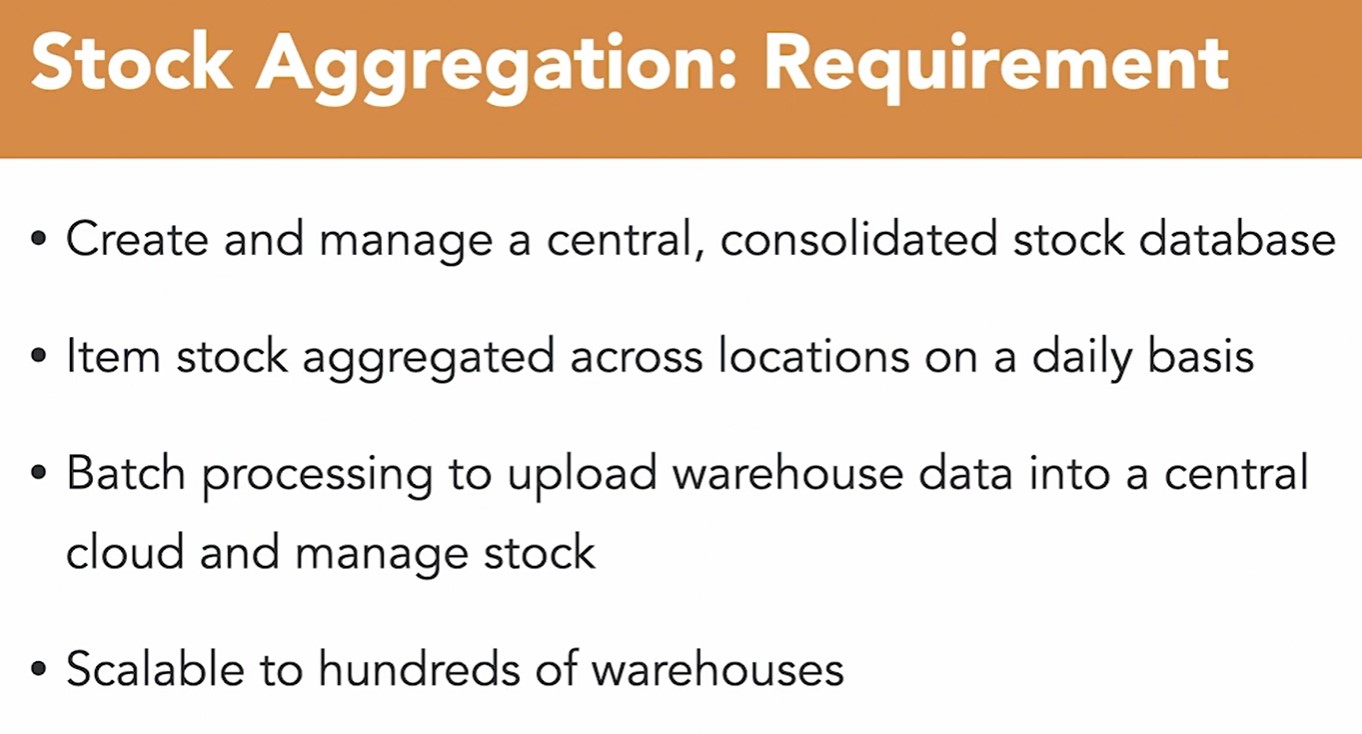 Stock Aggregation: Requirement
• Create and manage a central, consolidated stock database
• Item stock aggregated across locations on a daily basis
• Batch processing to upload warehouse data into a central
cloud and manage stock
• Scalable to hundreds of warehouses